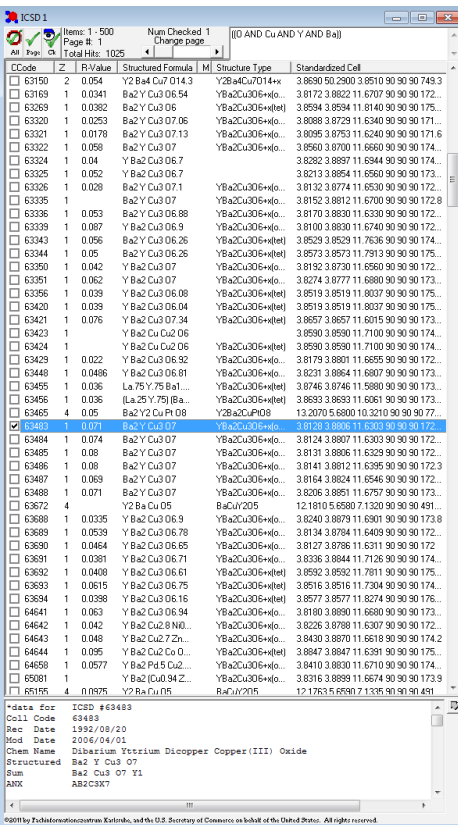 ICSD 1
Items: 1 - 500 Num Checked 1 ((O AND Cu AND Y AND Ba))
Page #: 1 Change page
All Page Ck Total Hits: 1025
CCode Z R-Value Structured Formula M Structure Type Standardized Cell
63150 2 0.054 Y2 Ba4 Cu7 O14.3 Y2Ba4Cu7O14+x 3.8690 50.2900 3.8510 90 90 90 749.3
63169 1 0.0341 Ba2 Y Cu3 O6.54 YBa2Cu3O6+x(o... 3.8172 3.8822 11.6707 90 90 90 172...
63269 1 0.0382 Ba2 Y Cu3 O6 YBa2Cu3O6+x(tet) 3.8594 3.8594 11.8140 90 90 90 175...
63320 1 0.0253 Ba2 Y Cu3 O7.06 YBa2Cu3O6+x(o... 3.8088 3.8729 11.6340 90 90 90 171...
63321 1 0.0178 Ba2 Y Cu3 O7.13 YBa2Cu3O6+x(o... 3.8095 3.8753 11.6240 90 90 90 171.6
63322 1 0.058 Ba2 Y Cu3 O7 YBa2Cu3O6+x(o... 3.8560 3.8700 11.6660 90 90 90 174...
63324 1 0.04 Y Ba2 Cu3 O6.7 3.8282 3.8897 11.6944 90 90 90 174...
63325 1 0.052 Y Ba2 Cu3 O6.7 3.8213 3.8854 11.6560 90 90 90 173...
63326 1 0.028 Ba2 Y Cu3 O7.1 YBa2Cu3O6+x(o... 3.8132 3.8774 11.6530 90 90 90 172...
63335 1 Ba2 Y Cu3 O7 YBa2Cu3O6+x(o... 3.8152 3.8812 11.6700 90 90 90 172.8
63336 1 0.053 Ba2 Y Cu3 O6.88 YBa2Cu3O6+x(o... 3.8170 3.8830 11.6330 90 90 90 172...
63339 1 0.087 Y Ba2 Cu3 O6.9 YBa2Cu3O6+x(o... 3.8100 3.8830 11.6740 90 90 90 172...
63343 1 0.056 Ba2 Y Cu3 O6.26 YBa2Cu3O6+x(tet) 3.8529 3.8529 11.7636 90 90 90 174...
63344 1 0.05 Ba2 Y Cu3 O6.26 YBa2Cu3O6+x(tet) 3.8573 3.8573 11.7913 90 90 90 175...
63350 1 0.042 Y Ba2 Cu3 O7 YBa2Cu3O6+x(o... 3.8192 3.8730 11.6560 90 90 90 172...
63351 1 0.062 Y Ba2 Cu3 O7 YBa2Cu3O6+x(o... 3.8274 3.8777 11.6880 90 90 90 173...
63356 1 0.039 Y Ba2 Cu3 O6.08 YBa2Cu3O6+x(tet) 3.8519 3.8519 11.8037 90 90 90 175...
63420 1 0.039 Y Ba2 Cu3 O6.04 YBa2Cu3O6+x(tet) 3.8519 3.8519 11.8037 90 90 90 175...
63421 1 0.076 Y Ba2 Cu3 O7.34 YBa2Cu3O6+x(tet) 3.8657 3.8657 11.6015 90 90 90 173...
63423 1 Y Ba2 Cu Cu2 O6 3.8590 3.8590 11.7100 90 90 90 174...
63424 1 Y Ba2 Cu Cu2 O6 YBa2Cu3O6+x(tet) 3.8590 3.8590 11.7100 90 90 90 174...
63429 1 0.022 Y Ba2 Cu3 O6.92 YBa2Cu3O6+x(o... 3.8179 3.8801 11.6655 90 90 90 172...
63448 1 0.0486 Y Ba2 Cu3 O6.81 YBa2Cu3O6+x(o... 3.8231 3.8864 11.6807 90 90 90 173...
63455 1 0.036 La.75 Y.75 Ba1.... YBa2Cu3O6+x(tet) 3.8746 3.8746 11.5880 90 90 90 173...
63456 1 0.036 (La.25 Y.75) (Ba... YBa2Cu3O6+x(tet) 3.8693 3.8693 11.6061 90 90 90 173...
63465 4 0.05 Ba2 Y2 Cu Pt O8 Y2Ba2CuPtO8 13.2070 5.6800 10.3210 90 90 90 77...
63483 1 0.071 Ba2 Y Cu3 O7 YBa2Cu3O6+x(o... 3.8128 3.8806 11.6303 90 90 90 172...
63484 1 0.074 Ba2 Y Cu3 O7 YBa2Cu3O6+x(o... 3.8124 3.8807 11.6303 90 90 90 172...
63485 1 0.08 Ba2 Y Cu3 O7 YBa2Cu3O6+x(o... 3.8131 3.8806 11.6329 90 90 90 172...
63486 1 0.08 Ba2 Y Cu3 O7 YBa2Cu3O6+x(o... 3.8141 3.8812 11.6395 90 90 90 172.3
63487 1 0.069 Ba2 Y Cu3 O7 YBa2Cu3O6+x(o... 3.8164 3.8824 11.6546 90 90 90 172...
63488 1 0.071 Ba2 Y Cu3 O7 YBa2Cu3O6+x(o... 3.8206 3.8851 11.6757 90 90 90 173...
63672 4 Y2 Ba Cu O5 BaCuY2O5 12.1810 5.6580 7.1320 90 90 90 491...
63688 1 0.0335 Y Ba2 Cu3 O6.9 YBa2Cu3O6+x(o... 3.8240 3.8879 11.6901 90 90 90 173.8
63689 1 0.0539 Y Ba2 Cu3 O6.78 YBa2Cu3O6+x(o... 3.8134 3.8784 11.6409 90 90 90 172...
63690 1 0.0464 Y Ba2 Cu3 O6.65 YBa2Cu3O6+x(o... 3.8127 3.8786 11.6311 90 90 90 172
63691 1 0.0381 Y Ba2 Cu3 O6.71 YBa2Cu3O6+x(o... 3.8336 3.8844 11.7126 90 90 90 174...
63692 1 0.0408 Y Ba2 Cu3 O6.61 YBa2Cu3O6+x(tet) 3.8592 3.8592 11.7811 90 90 90 175...
63693 1 0.0615 Y Ba2 Cu3 O6.75 YBa2Cu3O6+x(tet) 3.8516 3.8516 11.7304 90 90 90 174...
63694 1 0.0398 Y Ba2 Cu3 O6.16 YBa2Cu3O6+x(tet) 3.8577 3.8577 11.8274 90 90 90 176...
64641 1 0.063 Y Ba2 Cu3 O6.94 YBa2Cu3O6+x(o... 3.8180 3.8890 11.6680 90 90 90 173...
64642 1 0.042 Y Ba2 Cu2.8 Ni0... YBa2Cu3O6+x(o... 3.8226 3.8788 11.6307 90 90 90 172...
64643 1 0.048 Y Ba2 Cu2.7 Zn... YBa2Cu3O6+x(o... 3.8430 3.8870 11.6618 90 90 90 174.2
64644 1 0.095 Y Ba2 Cu2 Co O... YBa2Cu3O6+x(tet) 3.8847 3.8847 11.6391 90 90 90 175...
64658 1 0.0577 Y Ba2 Pd.5 Cu2.... YBa2Cu3O6+x(o... 3.8410 3.8830 11.6710 90 90 90 174...
65081 1 Y Ba2 (Cu0.94 Z... YBa2Cu3O6+x(o... 3.8316 3.8899 11.6674 90 90 90 173.9
65155 4 0.0975 Y2 Ba Cu O5 BaCuY2O5 12.1763 5.6590 7.1335 90 90 90 491
*data for ICSD #63483
Coll Code 63483
Rec Date 1992/08/20
Mod Date 2006/04/01
Chem Name Dibarium Yttrium Dicopper Copper(III) Oxide
Structured Ba2 Y Cu3 O7
Sum Ba2 Cu3 O7 Y1
ANX AB2C3X7
©2011 by Fachinformationszentrum Karlsruhe, and the U.S. Secretary of Commerce on behalf of the United States. All rights reserved.